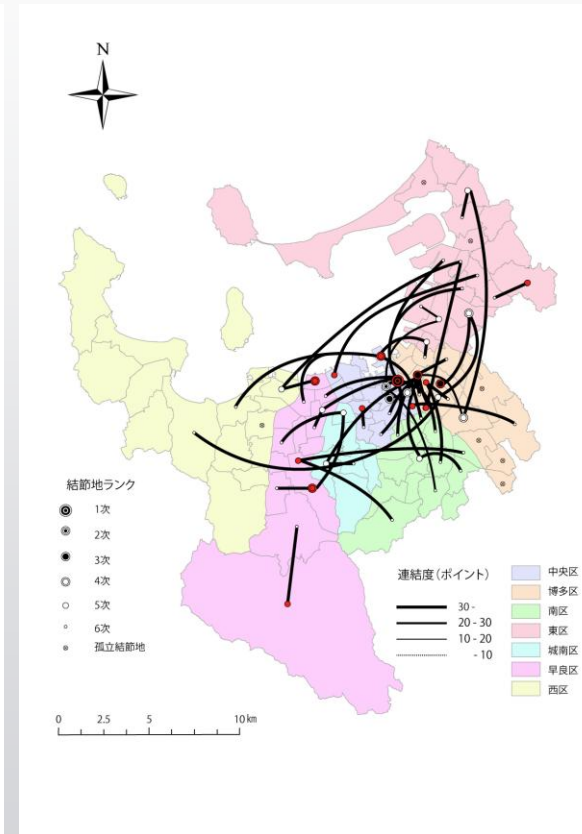 N
結節地ランク
1次
2次
3次
4次
5次
6次
孤立結節地
0 2.5 5 10 km
連結度(ポイント)
30 -
20 - 30
10 - 20
- 10
中央区
博多区
南区
東区
城南区
早良区
西区